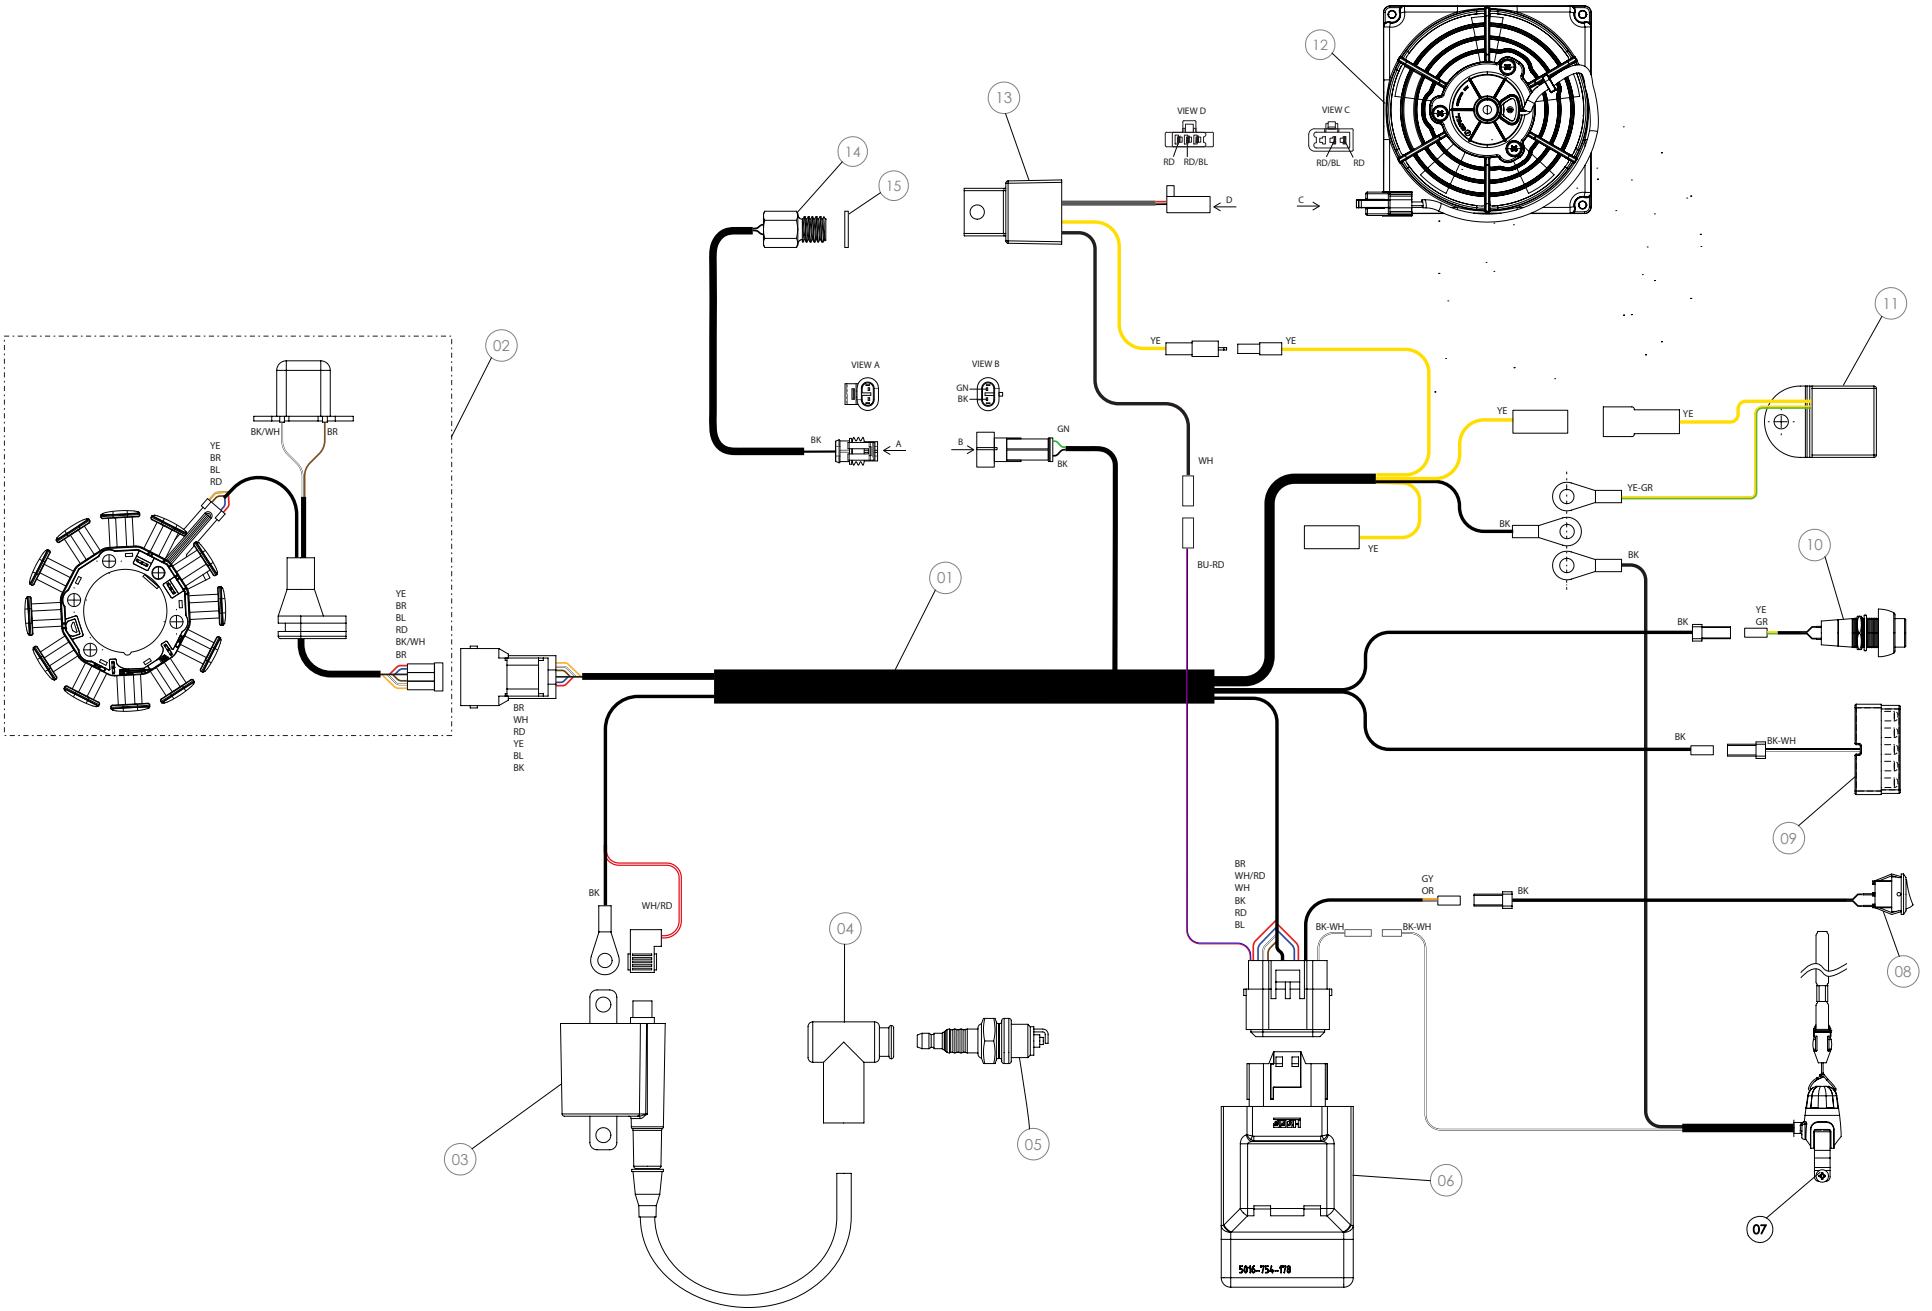 12
13
VIEW D
VIEW C
RD RD/BL
RD/BL RD
14
15
D
C
11
02
YE
YE
VIEW A
VIEW B
GN
BK
YE
YE
BK/WH
BR
YE
BR
BL
RD
BK
A
B
GN
BK
WH
YE-GR
BK
YE
BK
BU-RD
10
01
YE
BR
BL
RD
BK/WH
BR
BK
YE
GR
BR
WH
RD
YE
BL
BK
BK
BK-WH
09
BR
WH/RD
WH
BK
RD
BL
GY
OR
BK
BK
WH/RD
BK-WH
BK-WH
04
08
05
03
06
07
5016-754-170